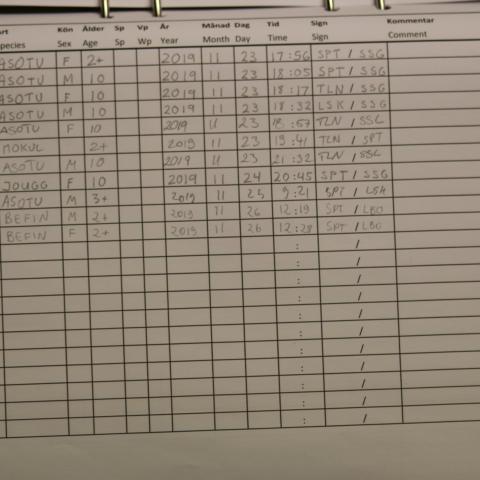 art Kön Ålder Sp Vp År Månad Dag Tid Sign Kommentar
Species Sex Age Sp Wp Year Month Day Time Sign Comment
ASOTU F 2+ 2019 11 23 17:56 SPT / SSG
ASOTU M 10 2019 11 23 18:05 SPT / SSG
ASOTU F 10 2019 11 23 18:17 TLN / SSG
ASOTU M 10 2019 11 23 18:32 LSK / SSG
ASOTU F 10 2019 11 23 18:57 TLN / SSG
MOKUL 2+ 2019 11 23 19:41 TLN / SPT
ASOTU M 10 2019 11 23 21:32 TLN / SSG
JOUGG F 10 2019 11 24 20:45 SPT / SSG
ASOTU M 3+ 2019 11 25 9:21 SPT /
BEFIN M 2+ 2019 11 26 12:19 SPT / LBO
BEFIN F 2+ 2019 11 26 12:28 SPT / LBO
: /
: /
: /
: /
: /
: /
: /
: /
: /
: /